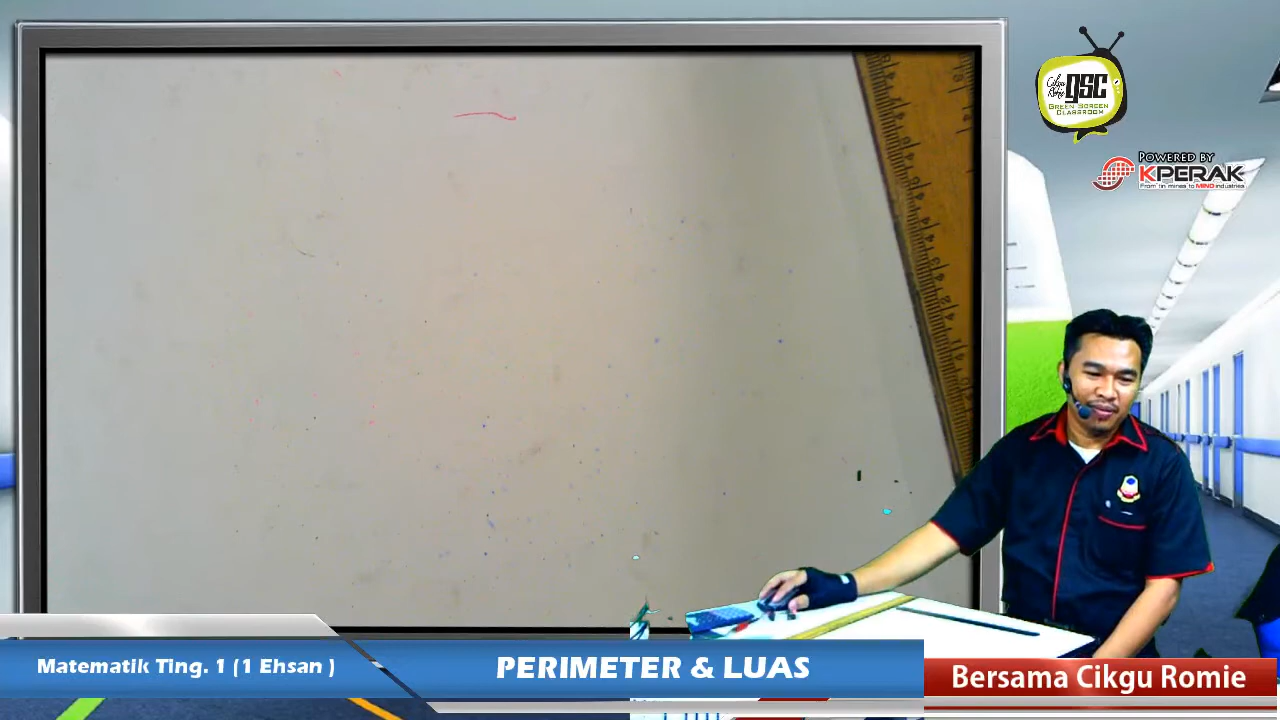 Cikgu
Romie
GSC
GREEN SCREEN
CLASSROOM
POWERED BY
KPERAK
From tin mines to MIND industries
Matematik Ting. 1 (1 Ehsan )
PERIMETER & LUAS
Bersama Cikgu Romie